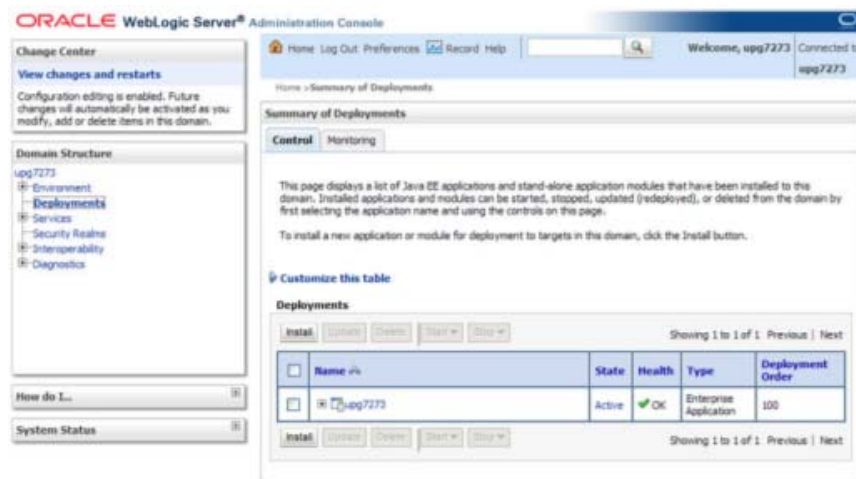 ORACLE WebLogic Server® Administration Console
Change Center
View changes and restarts
Configuration editing is enabled. Future
changes will automatically be activated as you
modify, add or delete items in this domain.
Domain Structure
upg7273
Environment
Deployments
Services
Security Realms
Interoperability
Diagnostics
How do I...
System Status
Home Log Out Preferences Record Help
Welcome, upg7273
Connected t
upg7273
Home >Summary of Deployments
Summary of Deployments
Control Monitoring
This page displays a list of Java EE applications and stand-alone application modules that have been installed to this
domain. Installed applications and modules can be started, stopped, updated (redeployed), or deleted from the domain by
first selecting the application name and using the controls on this page.
To install a new application or module for deployment to targets in this domain, click the Install button.
Customize this table
Deployments
Install Update Delete Start Stop
Showing 1 to 1 of 1 Previous | Next
Name State Health Type Deployment Order
upg7273 Active OK Enterprise Application 100
Install Update Delete Start Stop
Showing 1 to 1 of 1 Previous | Next